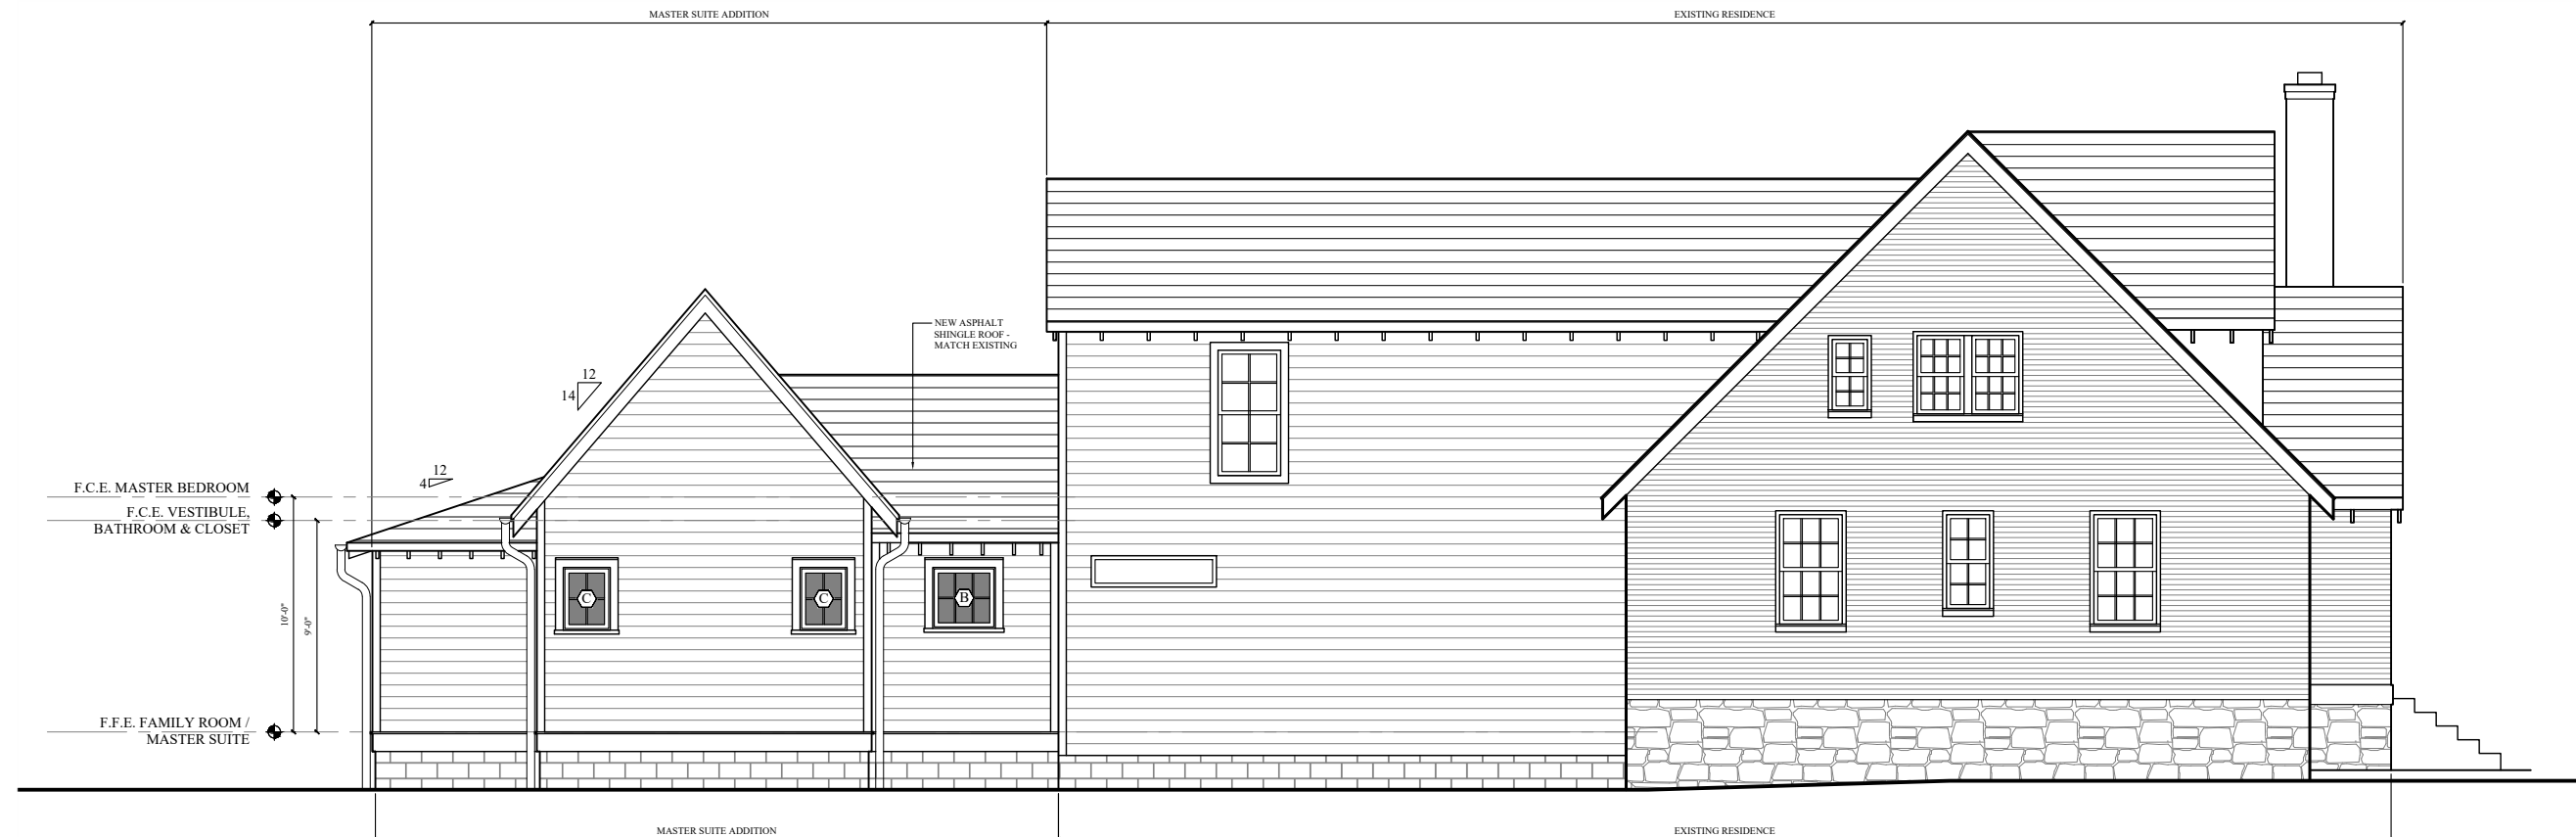 MASTER SUITE ADDITION
EXISTING RESIDENCE
NEW ASPHALT
SHINGLE ROOF -
MATCH EXISTING
12
14
12
4
F.C.E. MASTER BEDROOM
F.C.E. VESTIBULE,
BATHROOM & CLOSET
10'-0"
9'-0"
C
C
B
F.F.E. FAMILY ROOM /
MASTER SUITE
MASTER SUITE ADDITION
EXISTING RESIDENCE